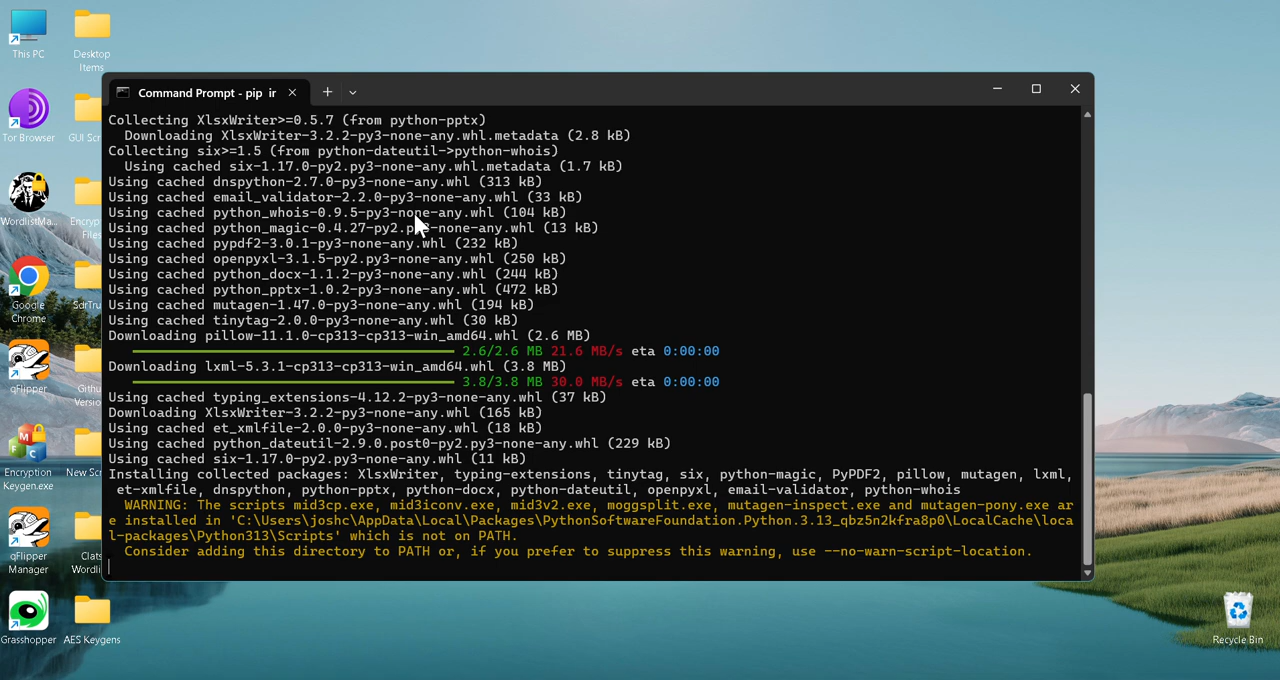 This PC
Desktop
Items
Tor Browser
GUI Scr
WordlistMa...
Encryp
Files
Google
Chrome
SdrTru
qFlipper
Githu
Versio
Encryption
Keygen.exe
New Scr
qFlipper
Manager
Clats
Wordli
Grasshopper
AES Keygens
Recycle Bin
Command Prompt - pip  ir
Collecting XlsxWriter>=0.5.7 (from python-pptx)
Downloading XlsxWriter-3.2.2-py3-none-any.whl.metadata (2.8 kB)
Collecting six>=1.5 (from python-dateutil->python-whois)
Using cached six-1.17.0-py2.py3-none-any.whl.metadata (1.7 kB)
Using cached dnspython-2.7.0-py3-none-any.whl (313 kB)
Using cached email_validator-2.2.0-py3-none-any.whl (33 kB)
Using cached python_whois-0.9.5-py3-none-any.whl (104 kB)
Using cached python_magic-0.4.27-py2.py3-none-any.whl (13 kB)
Using cached pypdf2-3.0.1-py3-none-any.whl (232 kB)
Using cached openpyxl-3.1.5-py2.py3-none-any.whl (250 kB)
Using cached python_docx-1.1.2-py3-none-any.whl (244 kB)
Using cached python_pptx-1.0.2-py3-none-any.whl (472 kB)
Using cached mutagen-1.47.0-py3-none-any.whl (194 kB)
Using cached tinytag-2.0.0-py3-none-any.whl (30 kB)
Downloading pillow-11.1.0-cp313-cp313-win_amd64.whl (2.6 MB)
2.6/2.6 MB 21.6 MB/s eta 0:00:00
Downloading lxml-5.3.1-cp313-cp313-win_amd64.whl (3.8 MB)
3.8/3.8 MB 30.0 MB/s eta 0:00:00
Using cached typing_extensions-4.12.2-py3-none-any.whl (37 kB)
Downloading XlsxWriter-3.2.2-py3-none-any.whl (165 kB)
Using cached et_xmlfile-2.0.0-py3-none-any.whl (18 kB)
Using cached python_dateutil-2.9.0.post0-py2.py3-none-any.whl (229 kB)
Using cached six-1.17.0-py2.py3-none-any.whl (11 kB)
Installing collected packages: XlsxWriter, typing-extensions, tinytag, six, python-magic, PyPDF2, pillow, mutagen, lxml,
et-xmlfile, dnspython, python-pptx, python-docx, python-dateutil, openpyxl, email-validator, python-whois
WARNING: The scripts mid3cp.exe, mid3iconv.exe, mid3v2.exe, moggsplit.exe, mutagen-inspect.exe and mutagen-pony.exe ar
e installed in 'C:\Users\joshc\AppData\Local\Packages\PythonSoftwareFoundation.Python.3.13_qbz5n2kfra8p0\LocalCache\loca
l-packages\Python313\Scripts' which is not on PATH.
Consider adding this directory to PATH or, if you prefer to suppress this warning, use --no-warn-script-location.